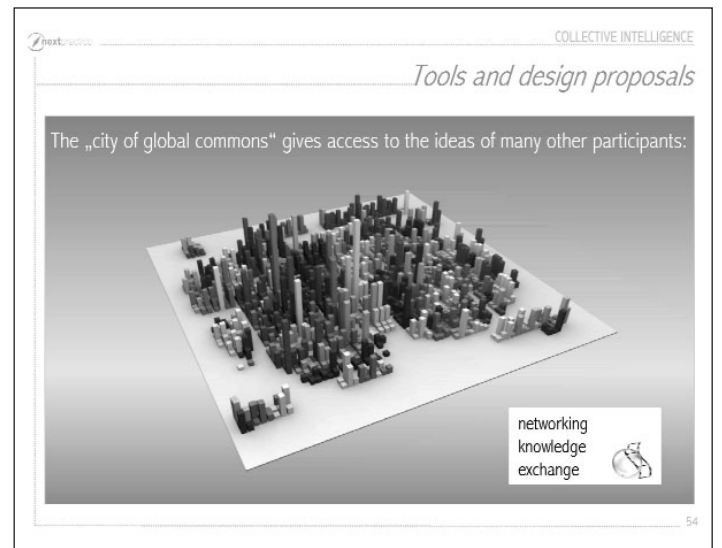 nextpractice
COLLECTIVE INTELLIGENCE
Tools and design proposals
The „city of global commons“ gives access to the ideas of many other participants:
networking
knowledge
exchange
54